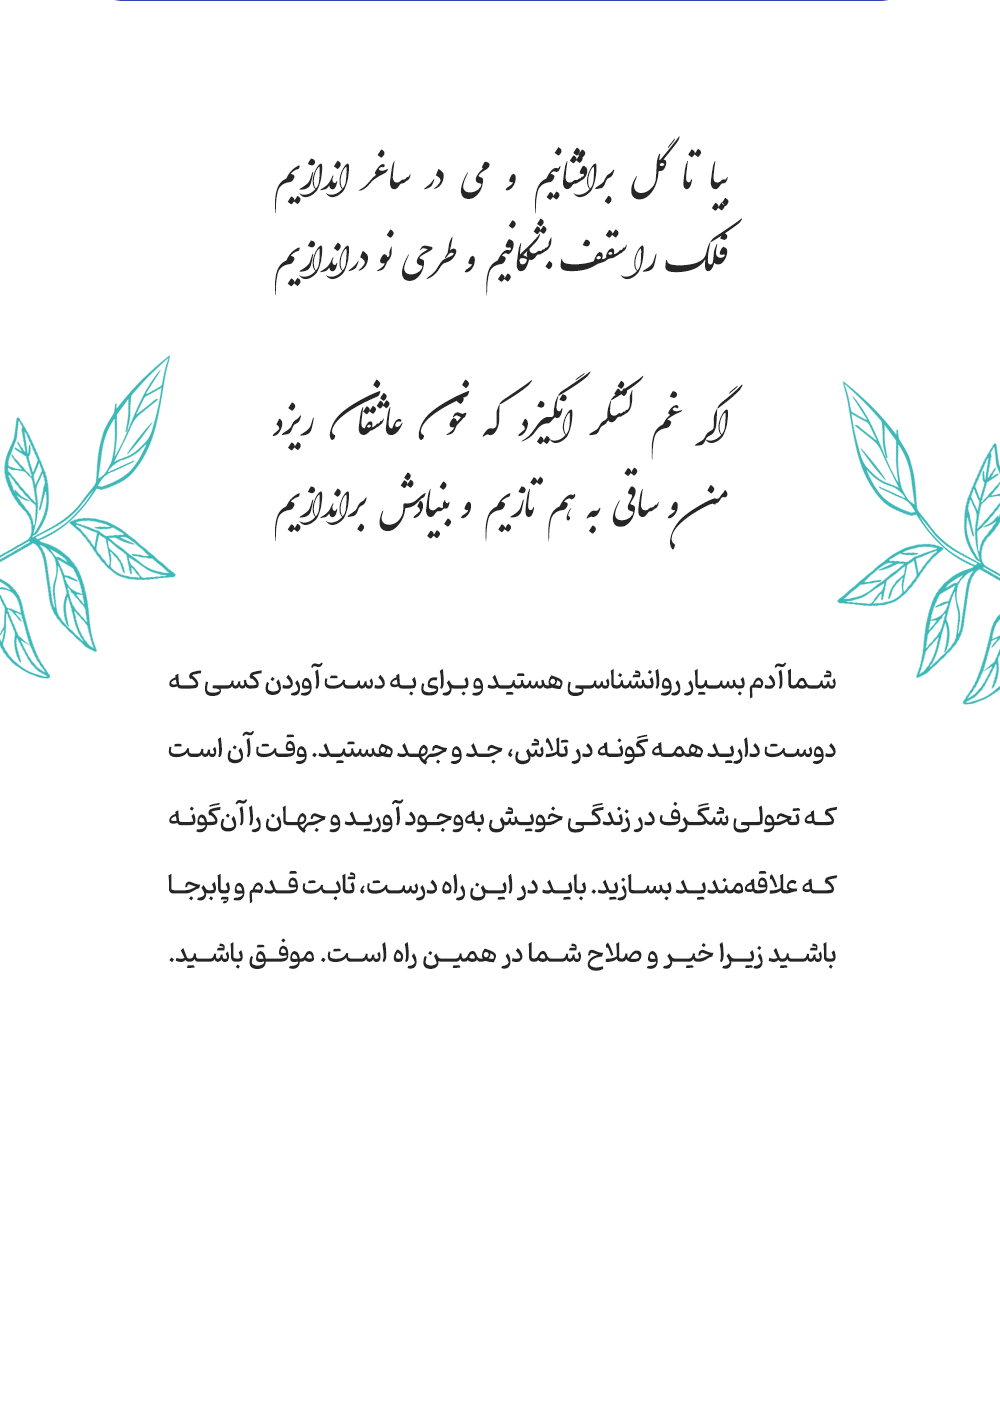 بیا تا گل برافشانیم و می در ساغر اندازیم
فلک را سقف بشکافیم و طرحی نو دراندازیم
اگر غم لشکر انگیزد که خون عاشقان ریزد
من و ساقی به هم تازیم و بنیادش براندازیم
شما آدم بسیار روانشناسی هستید و برای به دست آوردن کسی که
دوست دارید همه گونه در تلاش، جد و جهد هستید. وقت آن است
که تحولی شگرف در زندگی خویش به‌وجود آورید و جهان را آن‌گونه
که علاقه‌مندید بسازید. باید در این راه درست، ثابت قدم و پابرجا
باشید زیرا خیر و صلاح شما در همین راه است. موفق باشید.